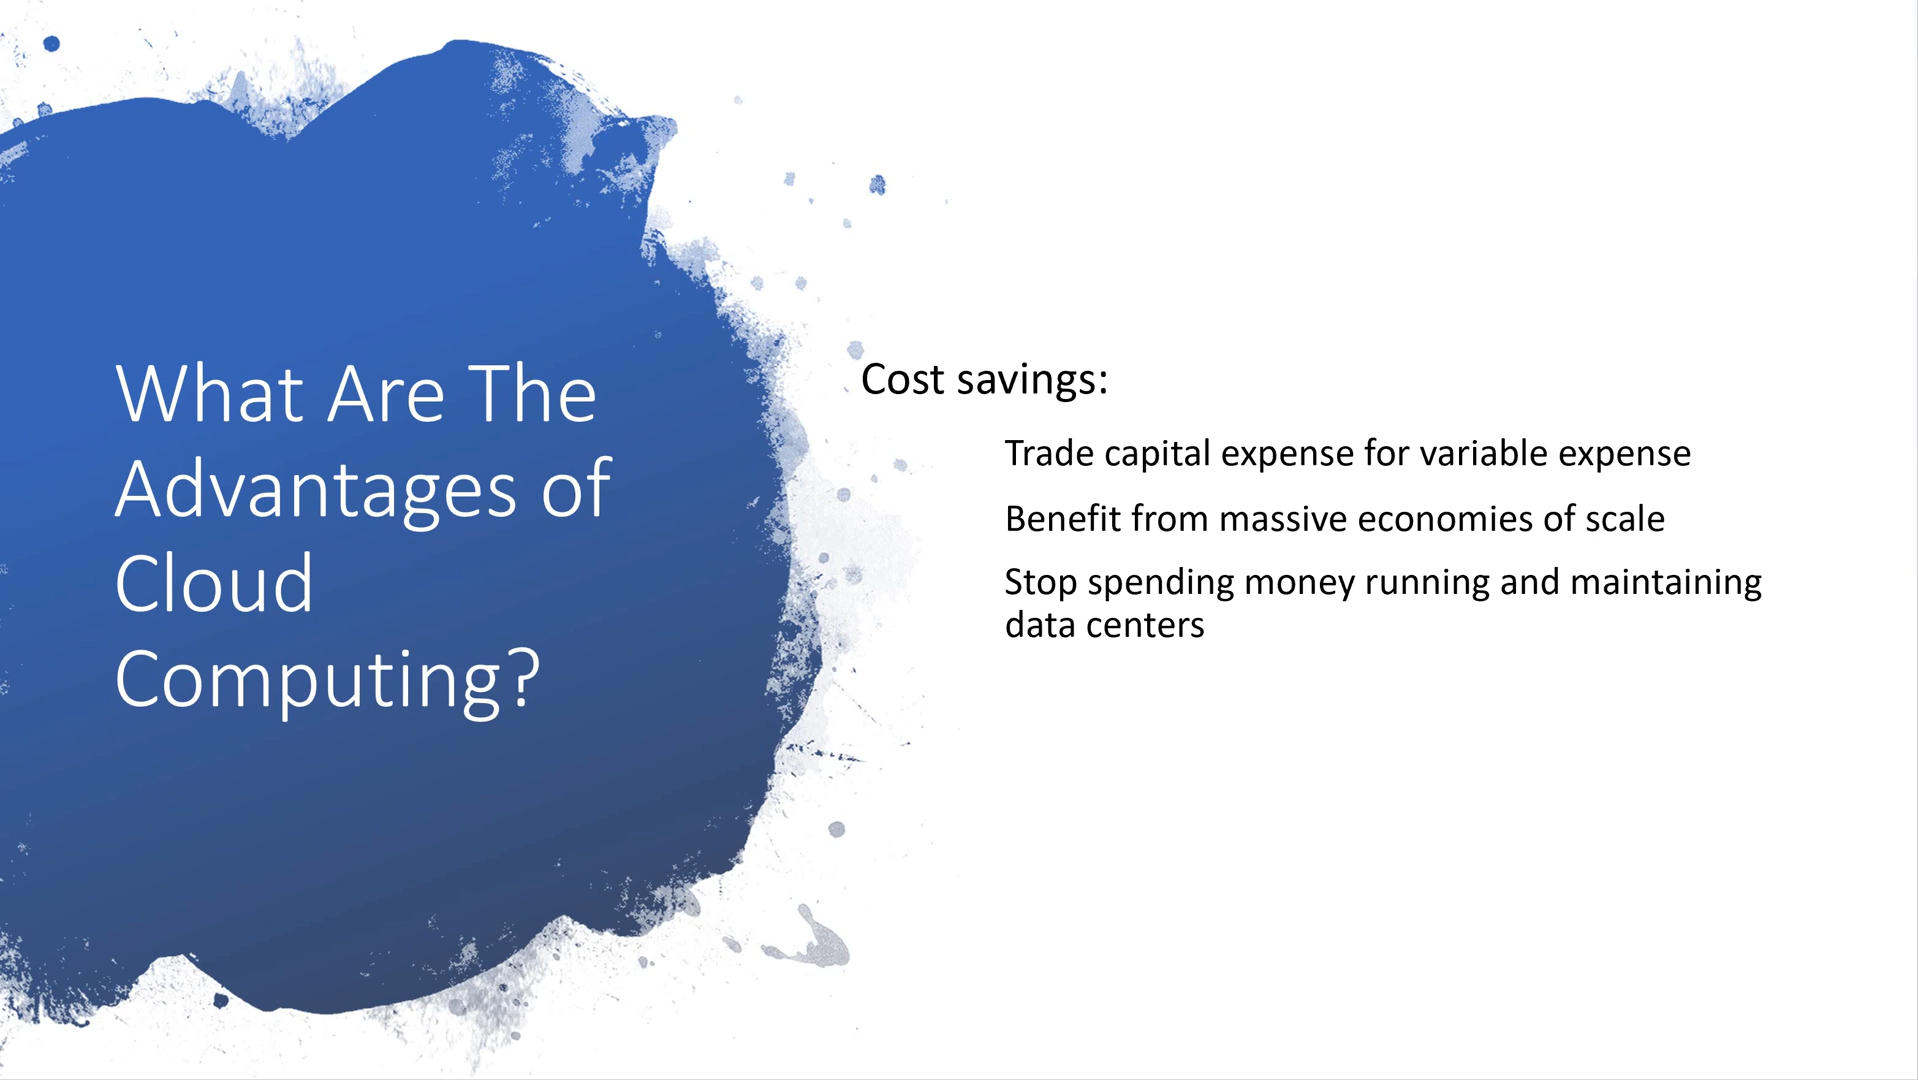 What Are The
Advantages of
Cloud
Computing?
Cost savings:
Trade capital expense for variable expense
Benefit from massive economies of scale
Stop spending money running and maintaining
data centers